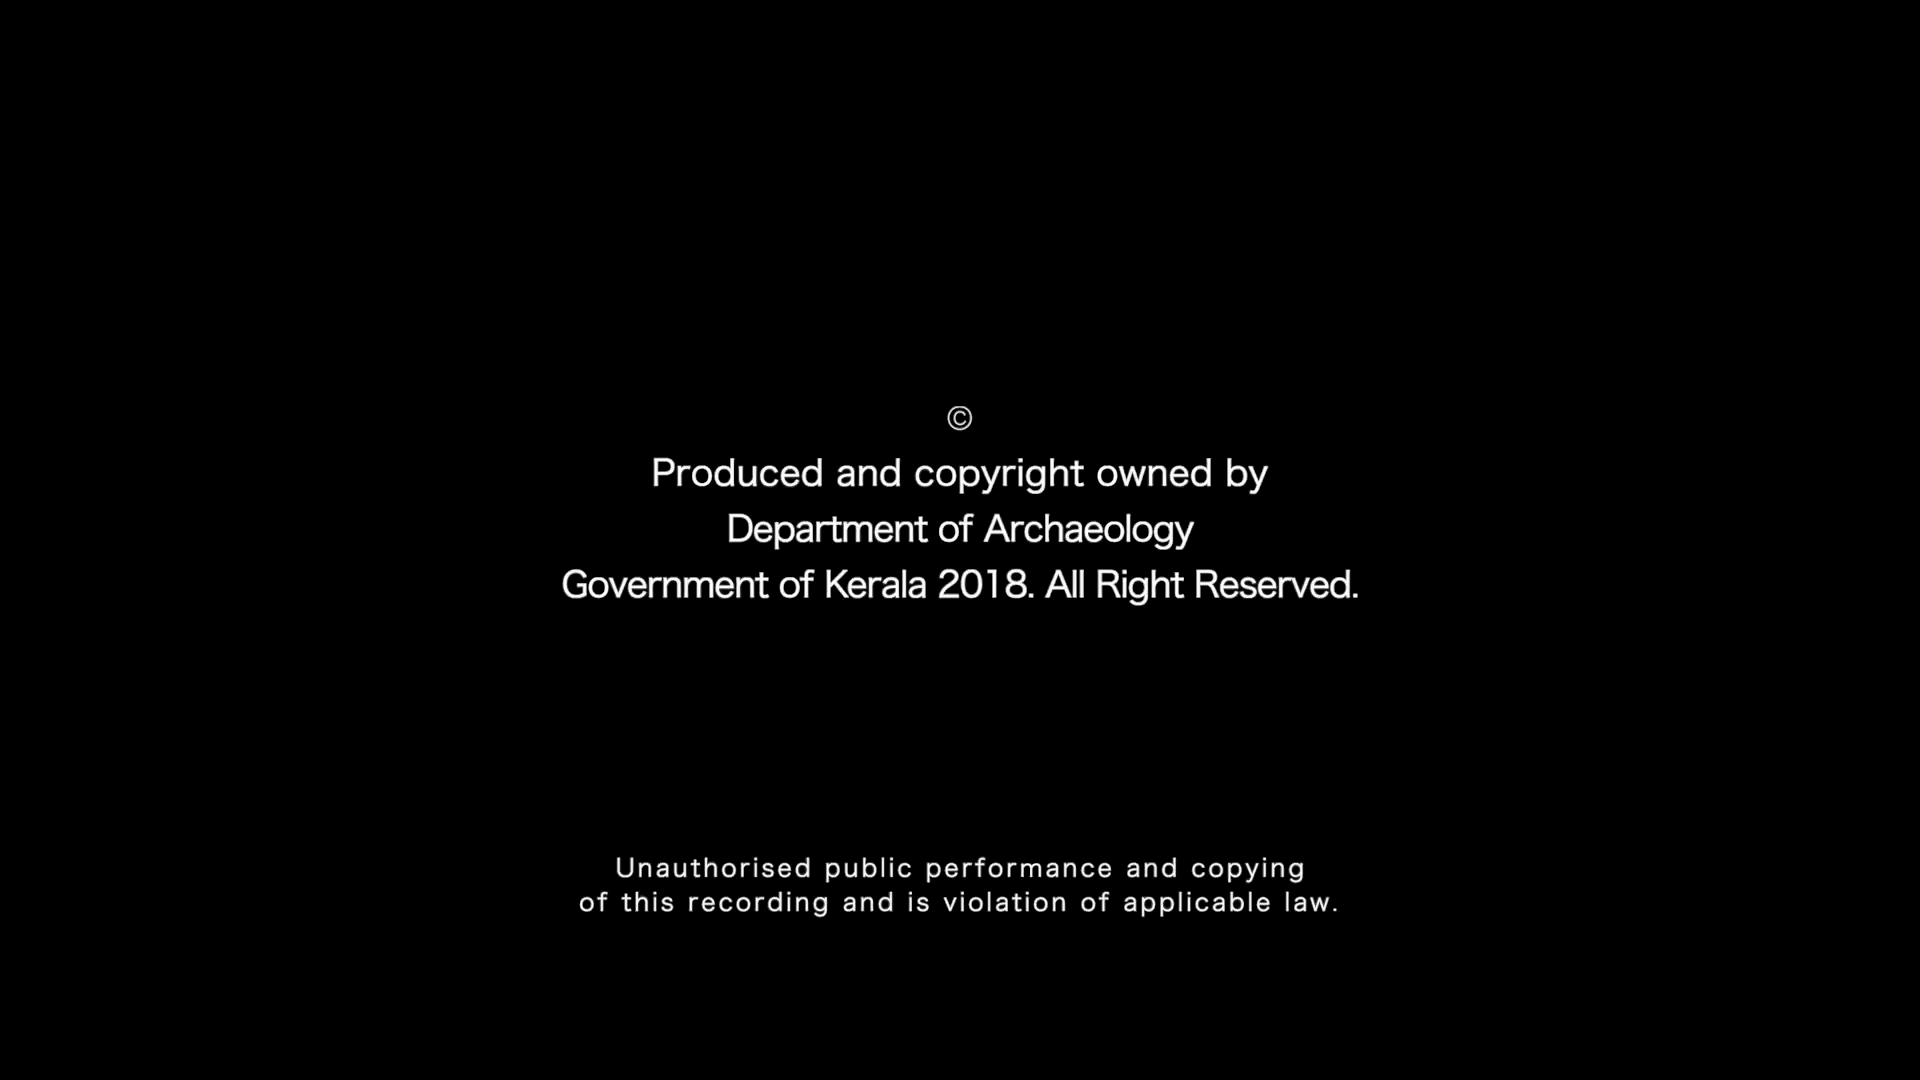 ©
Produced and copyright owned by
Department of Archaeology
Government of Kerala 2018. All Right Reserved.
Unauthorised public performance and copying
of this recording and is violation of applicable law.